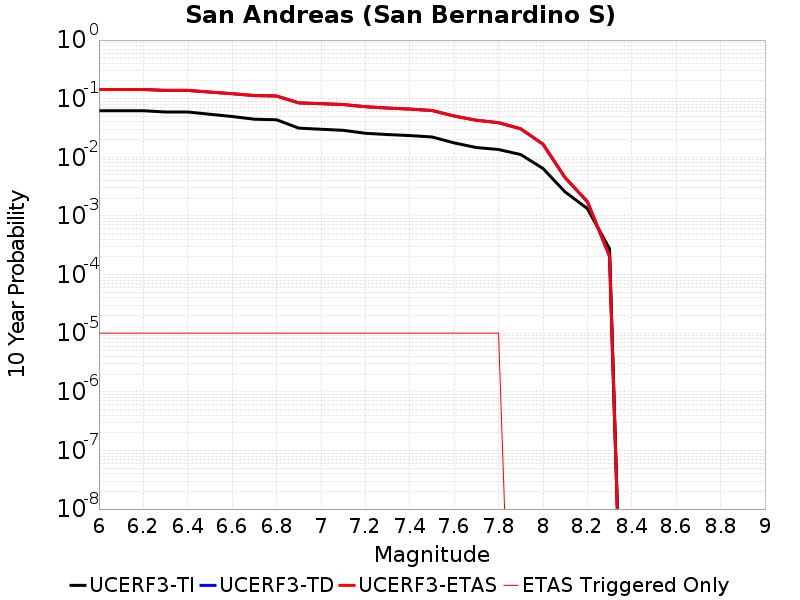 San Andreas (San Bernardino S)
10^0
10^-1
10^-2
10^-3
10^-4
10^-5
10^-6
10^-7
10^-8
10 Year Probability
6 6.2 6.4 6.6 6.8 7 7.2 7.4 7.6 7.8 8 8.2 8.4 8.6 8.8 9
Magnitude
UCERF3-TI UCERF3-TD UCERF3-ETAS ETAS Triggered Only